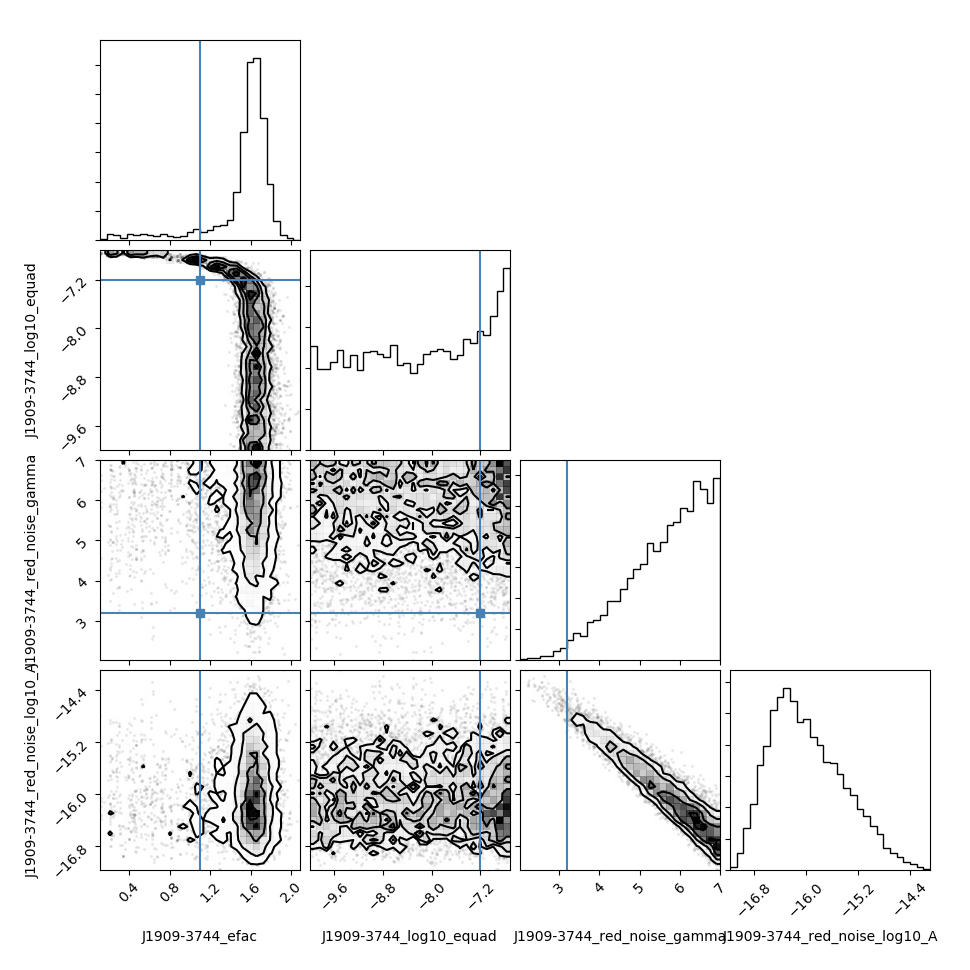 J1909-3744_log10_equad
−7.2
−8.0
−8.8
−9.6
J1909-3744_red_noise_gamma
7
6
5
4
3
J1909-3744_red_noise_log10_A
−14.4
−15.2
−16.0
−16.8
0.4 0.8 1.2 1.6 2.0
−9.6 −8.8 −8.0 −7.2
3 4 5 6 7
−16.8 −16.0 −15.2 −14.4
J1909-3744_efac
J1909-3744_log10_equad
J1909-3744_red_noise_gamma
J1909-3744_red_noise_log10_A